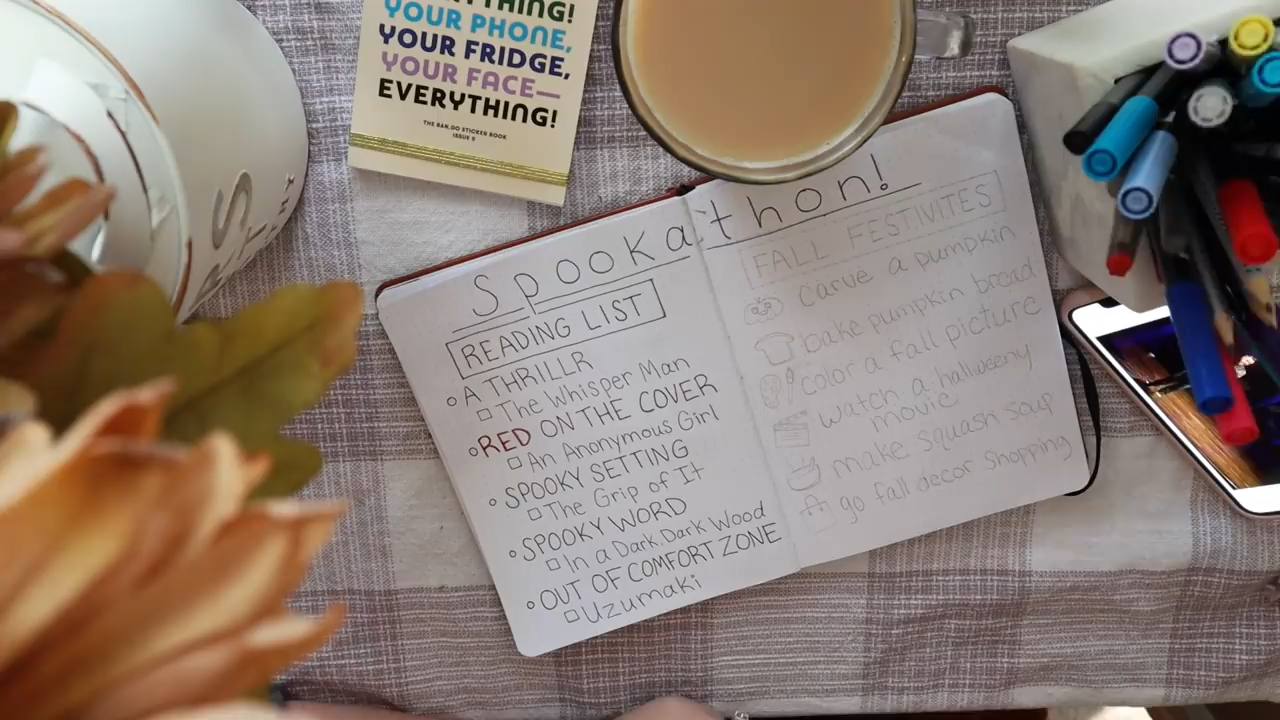 YOUR PHONE,
YOUR FRIDGE,
YOUR FACE—
EVERYTHING!
THE BAN.DO STICKER BOOK
ISSUE
Spooka thon!
READING LIST
A THRILLR
The Whisper Man
RED ON THE COVER
An Anonymous Girl
SPOOKY SETTING
The Grip of It
SPOOKY WORD
In a Dark, Dark Wood
OUT OF COMFORT ZONE
Uzumaki
FALL FESTIVITES
carve a pumpkin
bake pumpkin bread
color a fall picture
watch a halloweeny
movie
make squash soup
go fall decor shopping